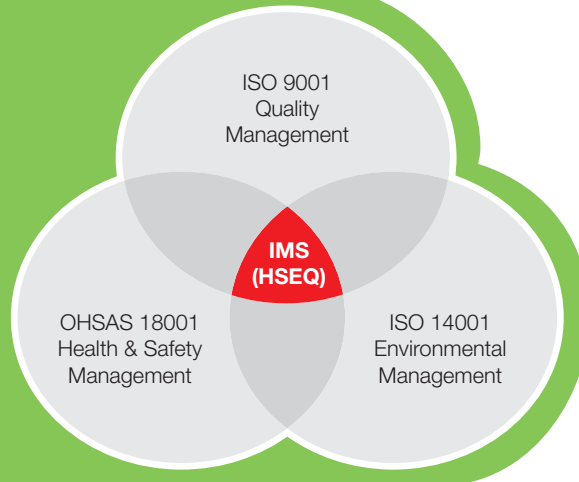 ISO 9001
Quality
Management
IMS
(HSEQ)
OHSAS 18001
Health & Safety
Management
ISO 14001
Environmental
Management